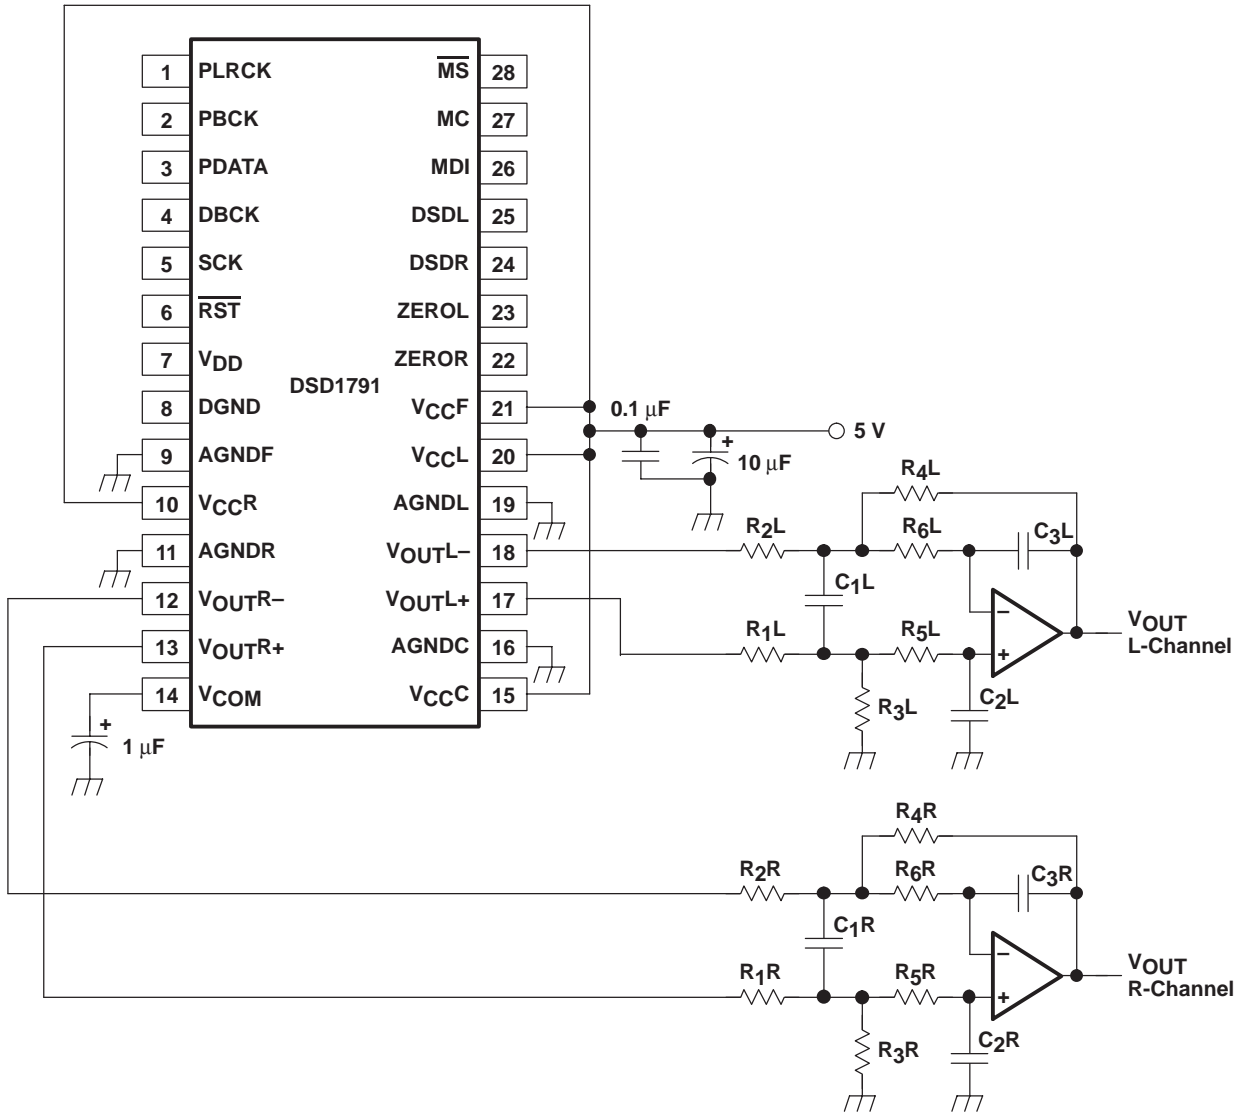 1 PLRCK MS 28
2 PBCK MC 27
3 PDATA MDI 26
4 DBCK DSDL 25
5 SCK DSDR 24
6 RST ZEROL 23
7 VDD ZEROR 22
DSD1791
8 DGND VCCF 21
9 AGNDF VCCL 20
10 VCCR AGNDL 19
11 AGNDR VOUTL– 18
12 VOUTR– VOUTL+ 17
13 VOUTR+ AGNDC 16
14 VCOM VCCC 15
+
1 μF
0.1 μF
+
10 μF
5 V
R4L
R2L
R6L
C3L
C1L
R1L
R5L
–
+
VOUT
L-Channel
R3L
C2L
R4R
R2R
R6R
C3R
C1R
R1R
R5R
–
+
VOUT
R-Channel
R3R
C2R